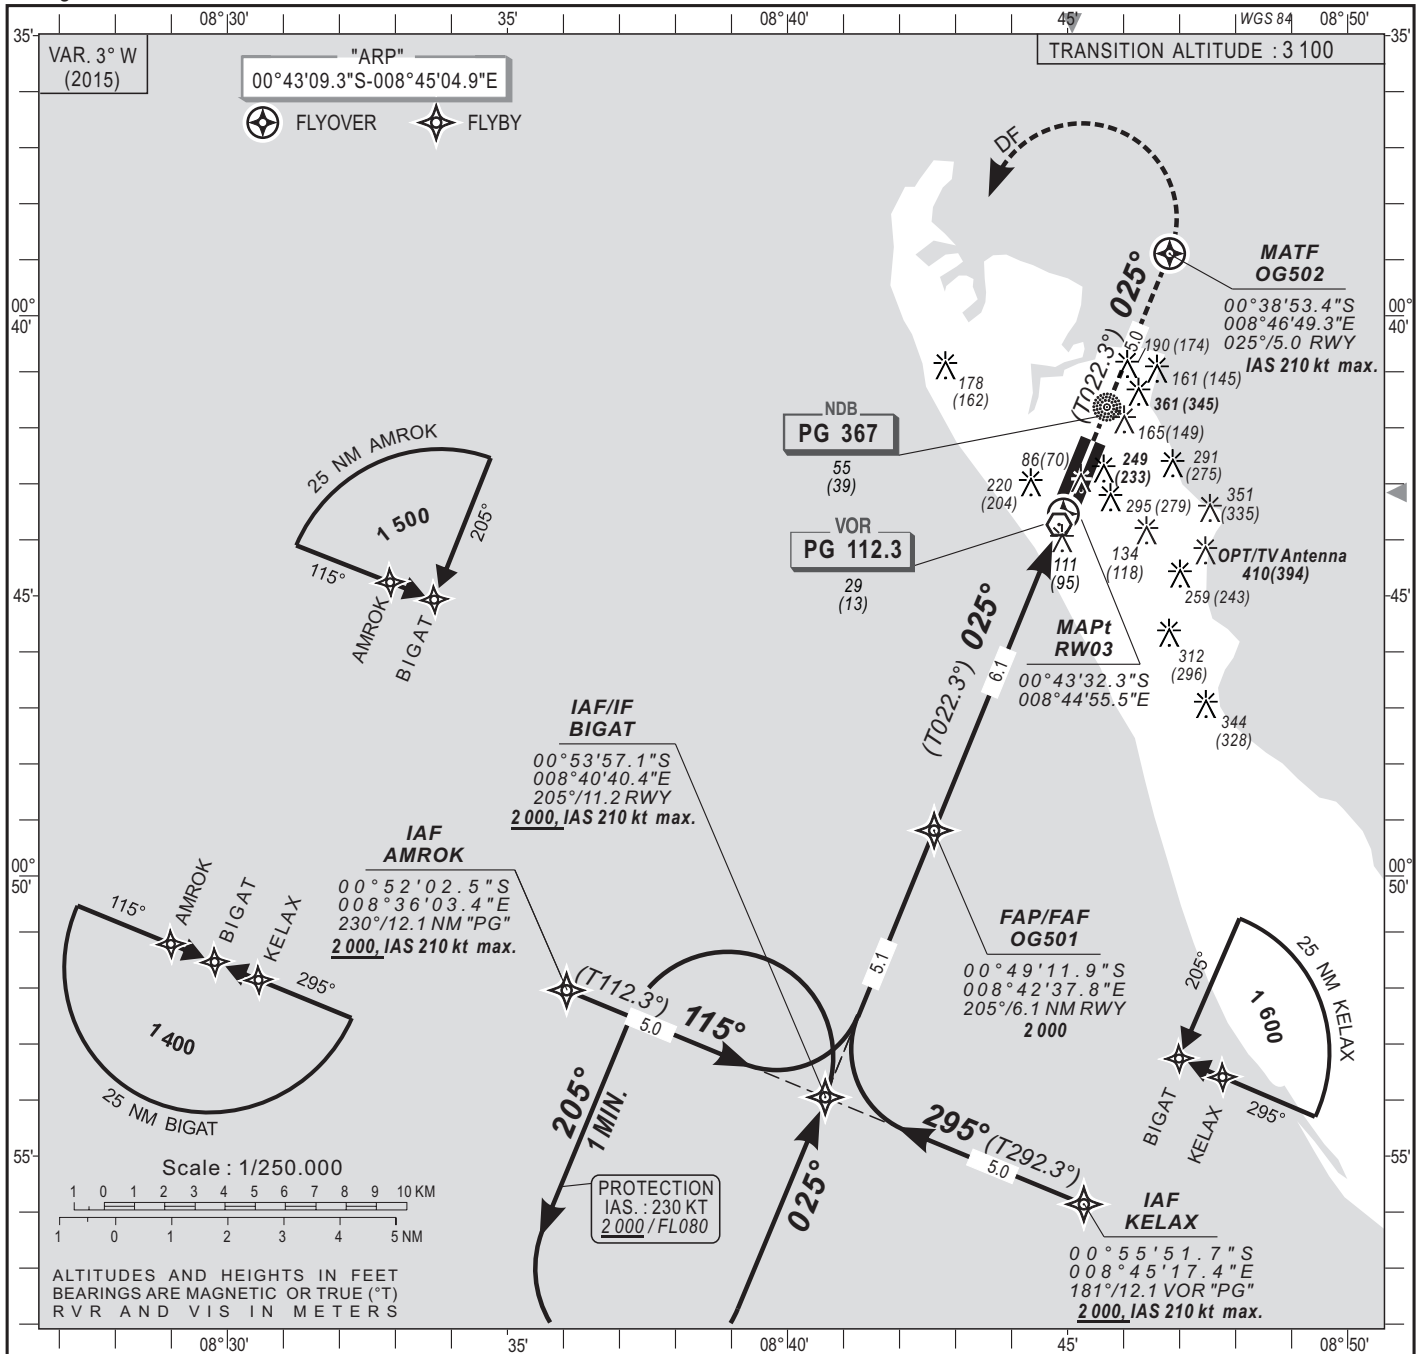 08°30'
35'
08°40'
45'
WGS 84
08°50'
35'
35'
VAR. 3° W
(2015)
"ARP"
00°43'09.3"S-008°45'04.9"E
FLYOVER
FLYBY
TRANSITION ALTITUDE : 3 100
DF
MATF
OG502
00°38'53.4"S
008°46'49.3"E
025°/5.0 RWY
IAS 210 kt max.
00°
40'
00°
40'
(T022.3°) 025°
5.0
190 (174)
161 (145)
361 (345)
165(149)
178
(162)
NDB
PG 367
55
(39)
86(70)
249
(233)
291
(275)
220
(204)
295 (279)
351
(335)
VOR
PG 112.3
29
(13)
111
(95)
134
(118)
OPT/TV Antenna
410(394)
259 (243)
25 NM AMROK
1 500
205°
115°
AMROK
BIGAT
45'
45'
MAPt
RW03
00°43'32.3"S
008°44'55.5"E
312
(296)
344
(328)
(T022.3°) 025°
6.1
IAF/IF
BIGAT
00°53'57.1"S
008°40'40.4"E
205°/11.2 RWY
2 000, IAS 210 kt max.
IAF
AMROK
00°52'02.5"S
008°36'03.4"E
230°/12.1 NM "PG"
2 000, IAS 210 kt max.
00°
50'
00°
50'
115°
AMROK
BIGAT
KELAX
295°
1 400
25 NM BIGAT
FAP/FAF
OG501
00°49'11.9"S
008°42'37.8"E
205°/6.1 NM RWY
2 000
5.1
(T112.3°)
5.0
115°
205°
25 NM KELAX
1 600
BIGAT
KELAX
295°
205°
1 MIN.
295° (T292.3°)
5.0
025°
55'
55'
Scale : 1/250.000
1 0 1 2 3 4 5 6 7 8 9 10 KM
1 0 1 2 3 4 5 NM
PROTECTION
IAS. : 230 KT
2 000 / FL080
IAF
KELAX
00°55'51.7"S
008°45'17.4"E
181°/12.1 VOR "PG"
2 000, IAS 210 kt max.
ALTITUDES AND HEIGHTS IN FEET
BEARINGS ARE MAGNETIC OR TRUE (°T)
RVR AND VIS IN METERS
08°30'
35'
08°40'
45'
08°50'